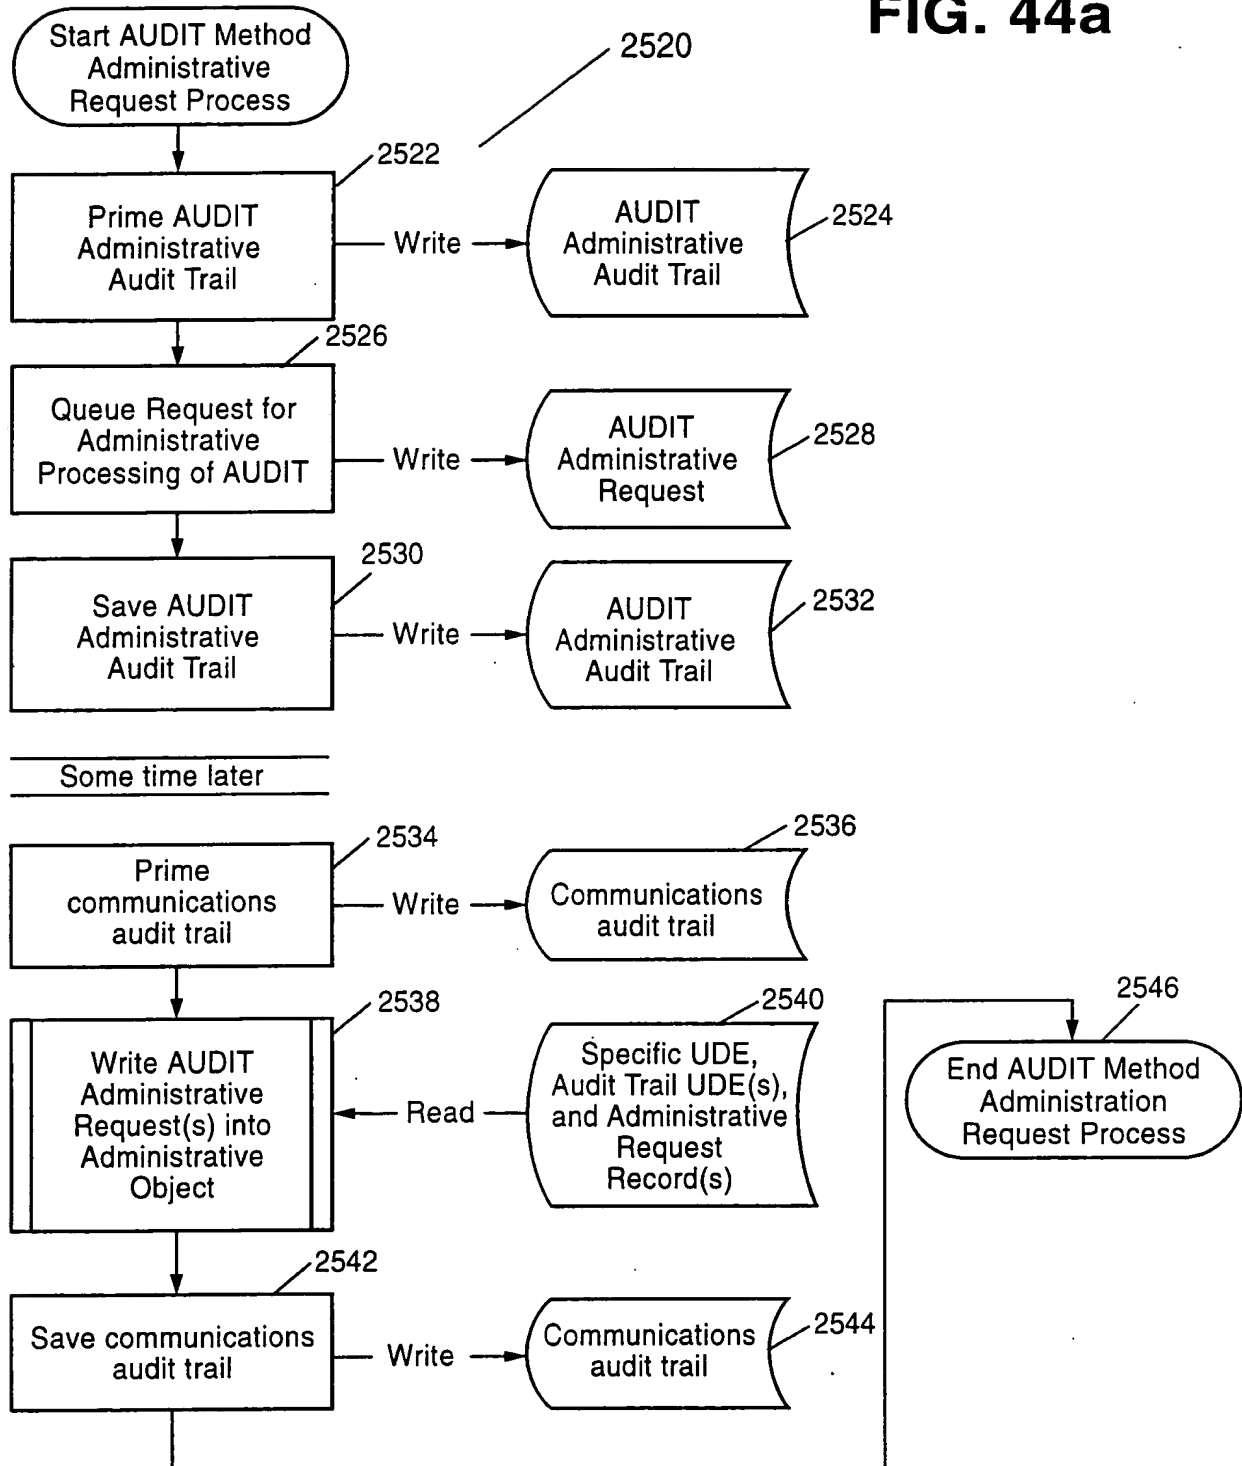 FIG. 44a
Start AUDIT Method
Administrative
Request Process
2520
2522
Prime AUDIT
Administrative
Audit Trail
Write
AUDIT
Administrative
Audit Trail
2524
2526
Queue Request for
Administrative
Processing of AUDIT
Write
AUDIT
Administrative
Request
2528
2530
Save AUDIT
Administrative
Audit Trail
Write
AUDIT
Administrative
Audit Trail
2532
Some time later
2534
Prime
communications
audit trail
Write
2536
Communications
audit trail
2538
Write AUDIT
Administrative
Request(s) into
Administrative
Object
Read
2540
Specific UDE,
Audit Trail UDE(s),
and Administrative
Request
Record(s)
2542
Save communications
audit trail
Write
Communications
audit trail
2544
2546
End AUDIT Method
Administration
Request Process